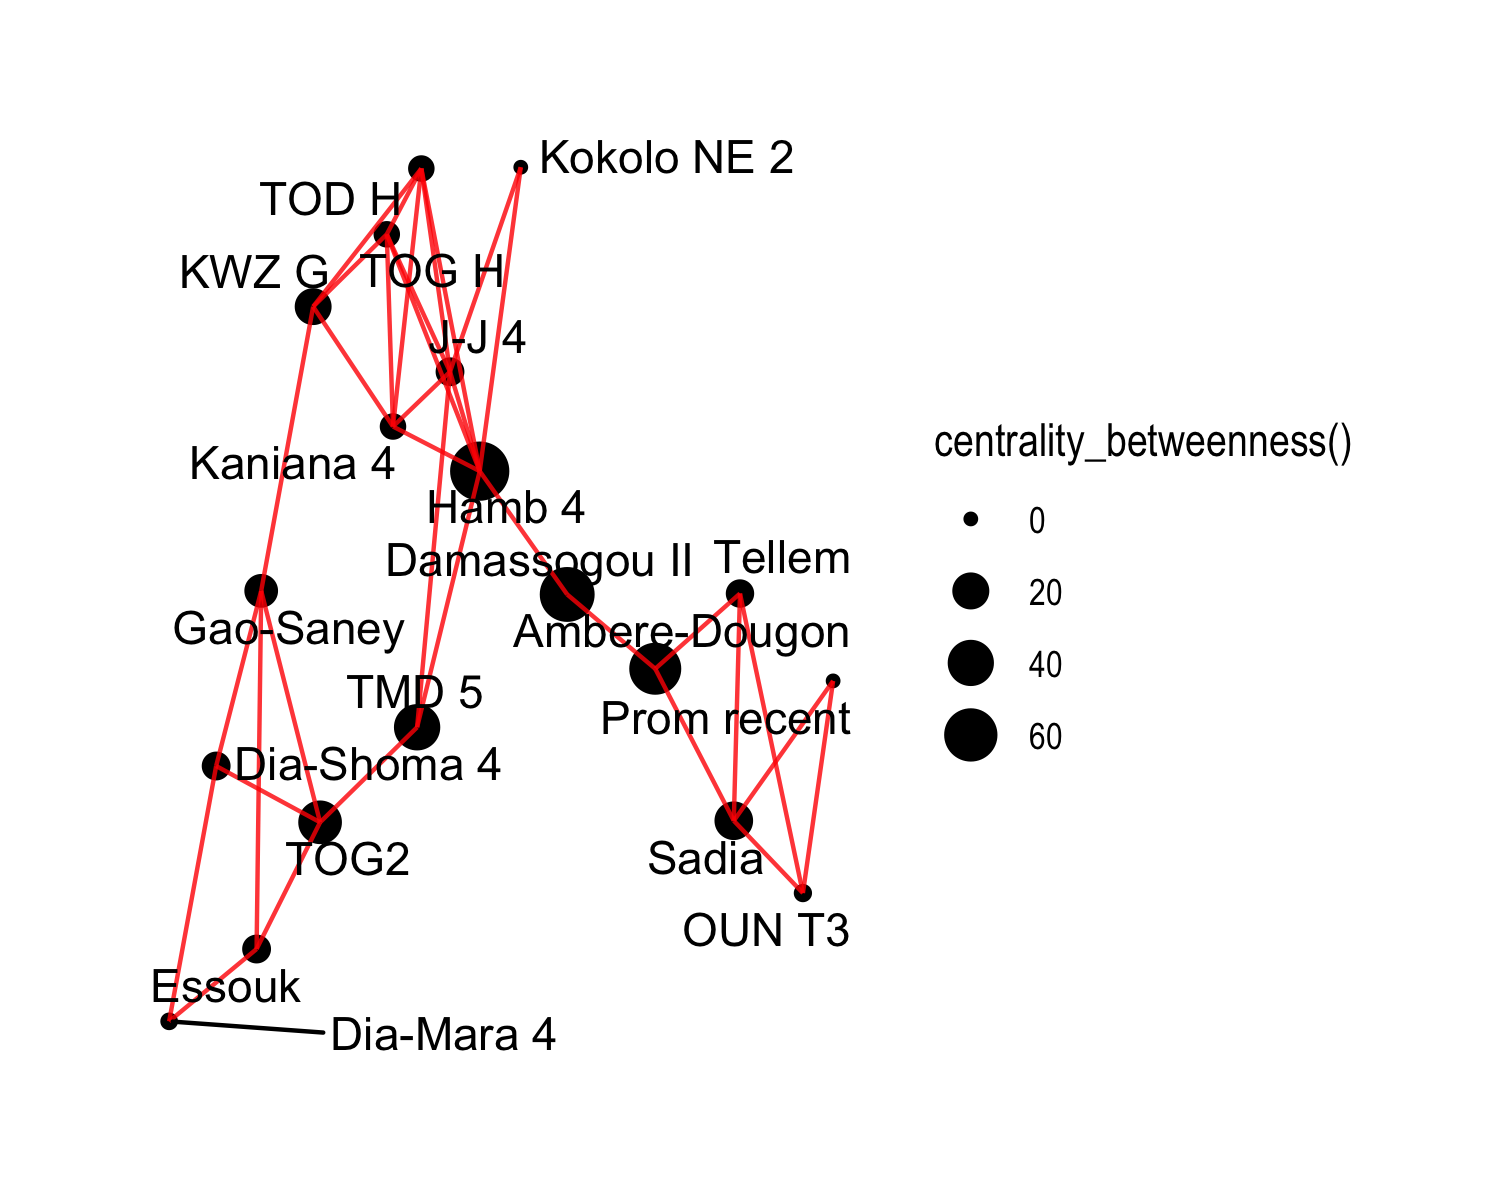 Kokolo NE 2
TOD H
KWZ G
TOG H
J-J 4
Kaniana 4
Hamb 4
Damassogou II
Tellem
Gao-Saney
Ambere-Dougon
TMD 5
Prom recent
Dia-Shoma 4
TOG2
Sadia
OUN T3
Essouk
Dia-Mara 4
centrality_betweenness()
0
20
40
60